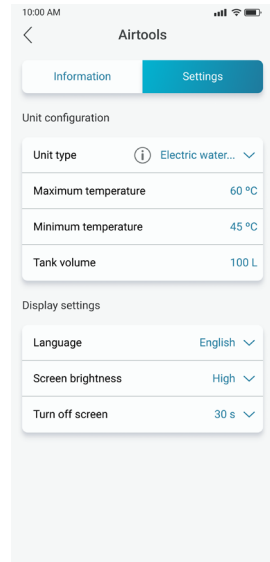 10:00 AM
Airtools
Information Settings
Unit configuration
Unit type i Electric water...
Maximum temperature 60 ºC
Minimum temperature 45 ºC
Tank volume 100 L
Display settings
Language English
Screen brightness High
Turn off screen 30 s